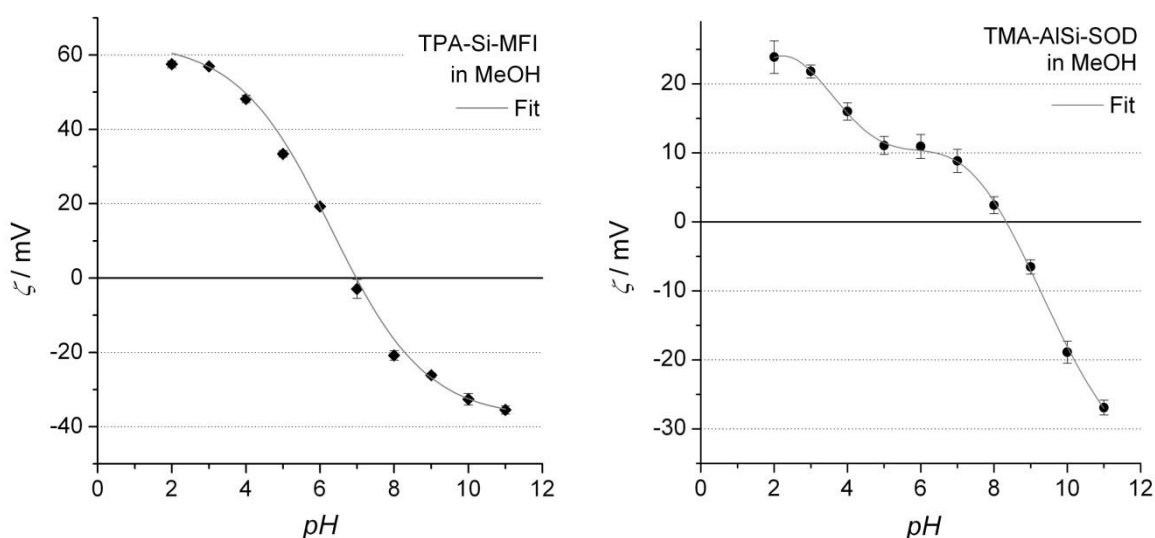 TPA-Si-MFI
in MeOH
Fit
60
40
20
0
-20
-40
ζ / mV
0 2 4 6 8 10 12
pH
TMA-AlSi-SOD
in MeOH
Fit
20
10
0
-10
-20
-30
ζ / mV
0 2 4 6 8 10 12
pH